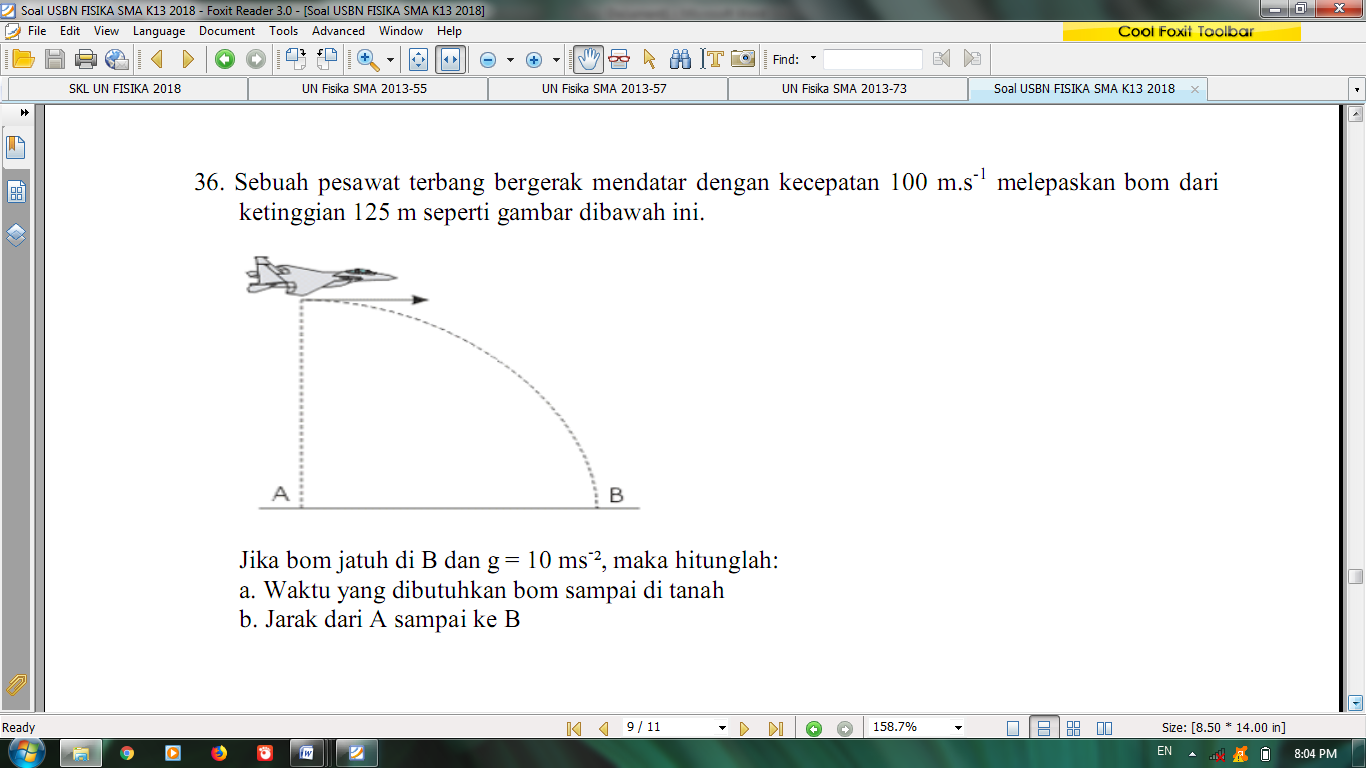 Soal USBN FISIKA SMA K13 2018 - Foxit Reader 3.0 - [Soal USBN FISIKA SMA K13 2018]
File Edit View Language Document Tools Advanced Window Help
Cool Foxit Toolbar
Find:
SKL UN FISIKA 2018
UN Fisika SMA 2013-55
UN Fisika SMA 2013-57
UN Fisika SMA 2013-73
Soal USBN FISIKA SMA K13 2018
36. Sebuah pesawat terbang bergerak mendatar dengan kecepatan 100 m.s⁻¹ melepaskan bom dari
ketinggian 125 m seperti gambar dibawah ini.
A B
Jika bom jatuh di B dan g = 10 ms⁻², maka hitunglah:
a. Waktu yang dibutuhkan bom sampai di tanah
b. Jarak dari A sampai ke B
Ready
9 / 11
158.7%
Size: [8.50 * 14.00 in]
EN
8:04 PM